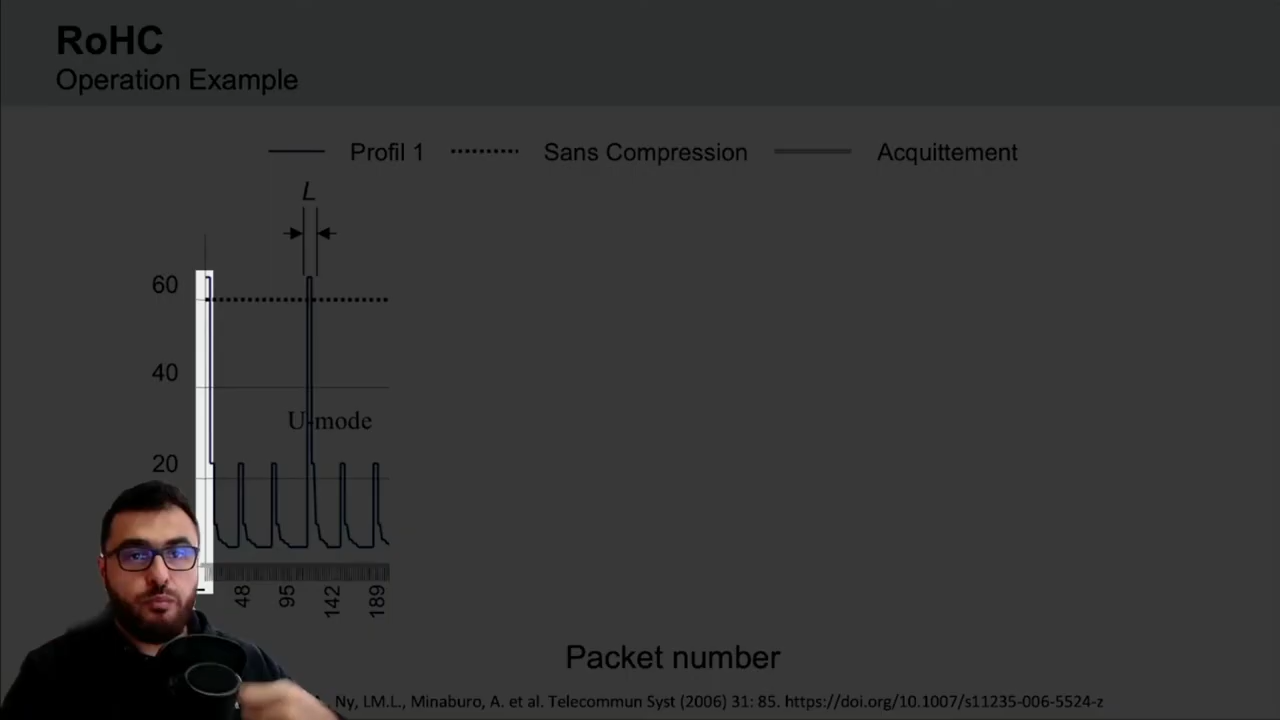 RoHC
Operation Example
Profil 1 Sans Compression Acquittement
L
60
40
U-mode
20
48 95 142 189
Packet number
Ny, LM.L., Minaburo, A. et al. Telecommun Syst (2006) 31: 85. https://doi.org/10.1007/s11235-006-5524-z